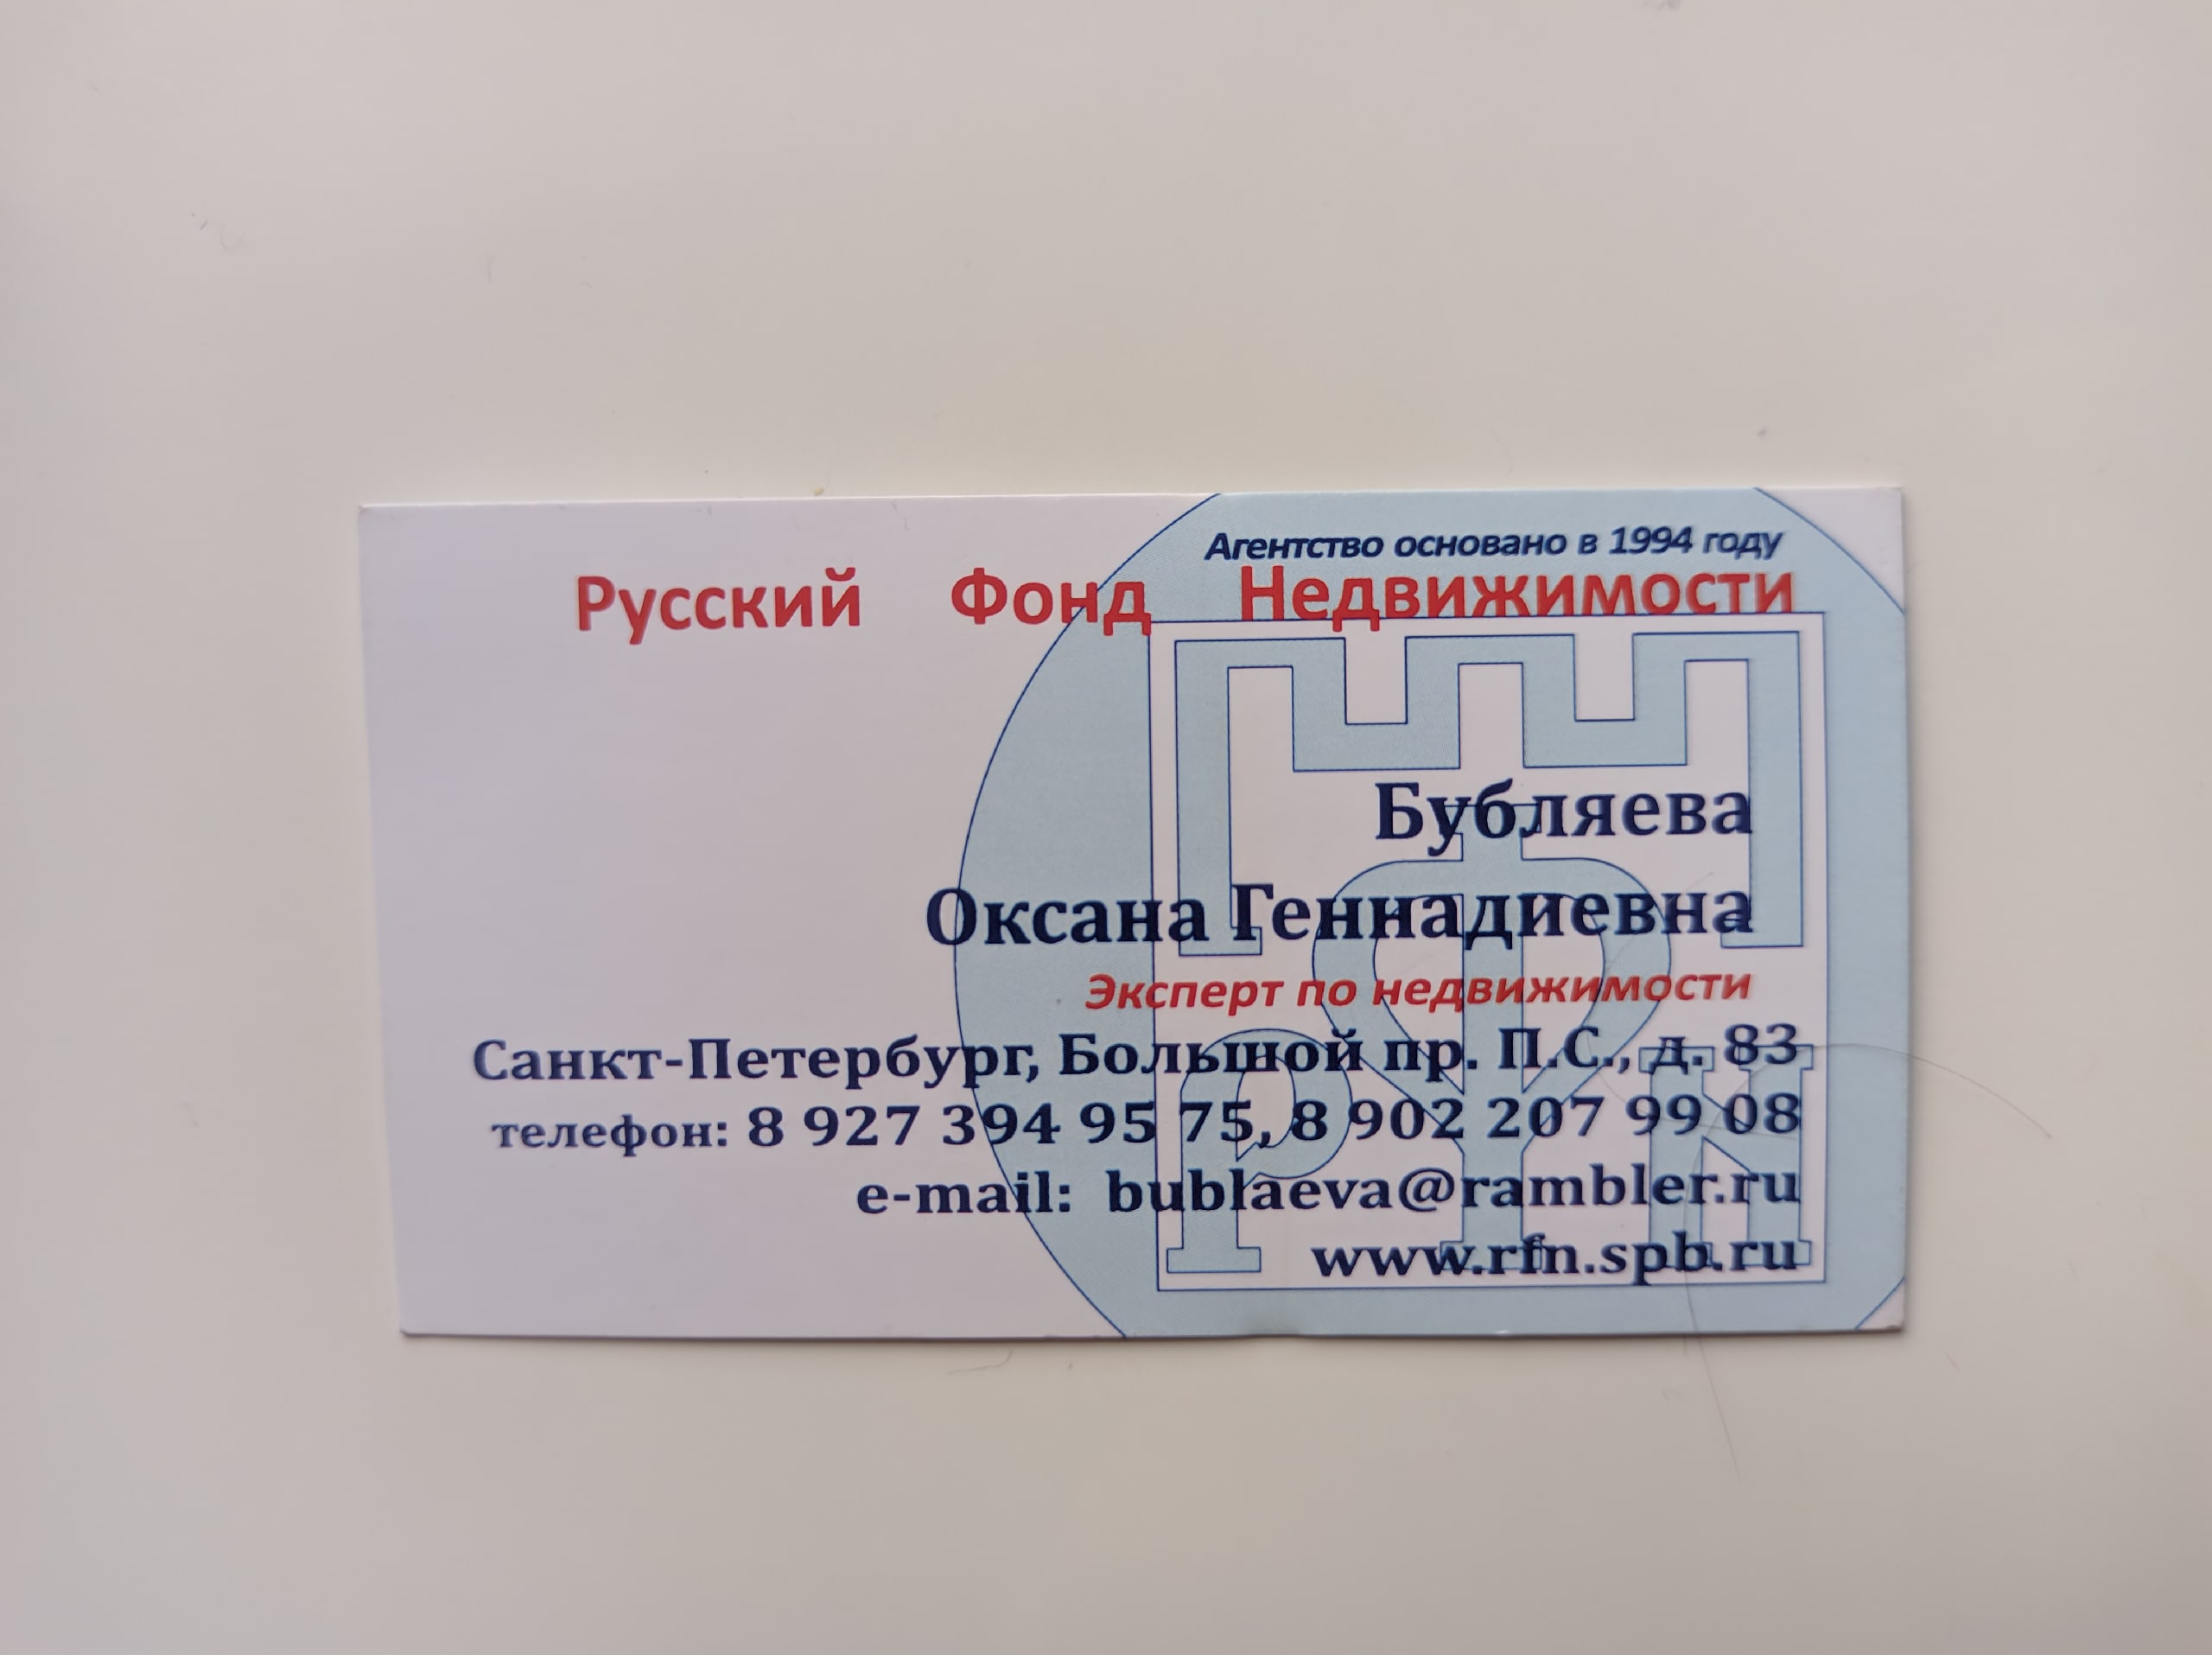 Агентство основано в 1994 году
Русский Фонд Недвижимости
Бубляева
Оксана Геннадиевна
Эксперт по недвижимости
Санкт-Петербург, Большой пр. П.С., д. 83
телефон: 8 927 394 95 75, 8 902 207 99 08
e-mail: bublaeva@rambler.ru
www.rfn.spb.ru
РФН